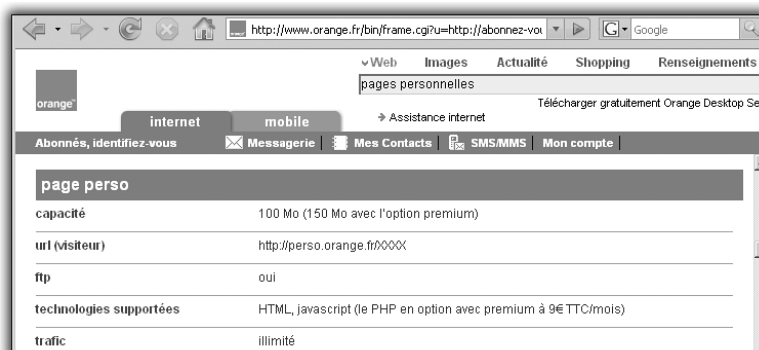 http://www.orange.fr/bin/frame.cgi?u=http://abonnez-vou
G Google
Web Images Actualité Shopping Renseignements
pages personnelles
Télécharger gratuitement Orange Desktop Se
orange™
internet mobile
Assistance internet
Abonnés, identifiez-vous Messagerie Mes Contacts SMS/MMS Mon compte
page perso
capacité 100 Mo (150 Mo avec l'option premium)
url (visiteur) http://perso.orange.fr/XXXX
ftp oui
technologies supportées HTML, javascript (le PHP en option avec premium à 9€ TTC/mois)
trafic illimité